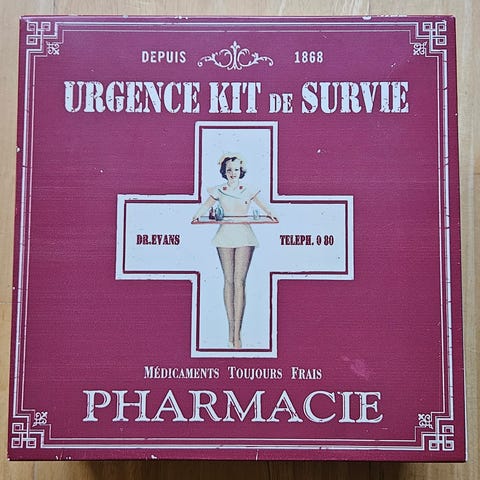 DEPUIS 1868
URGENCE KIT DE SURVIE
DR.EVANS TELEPH. 0 80
MÉDICAMENTS TOUJOURS FRAIS
PHARMACIE